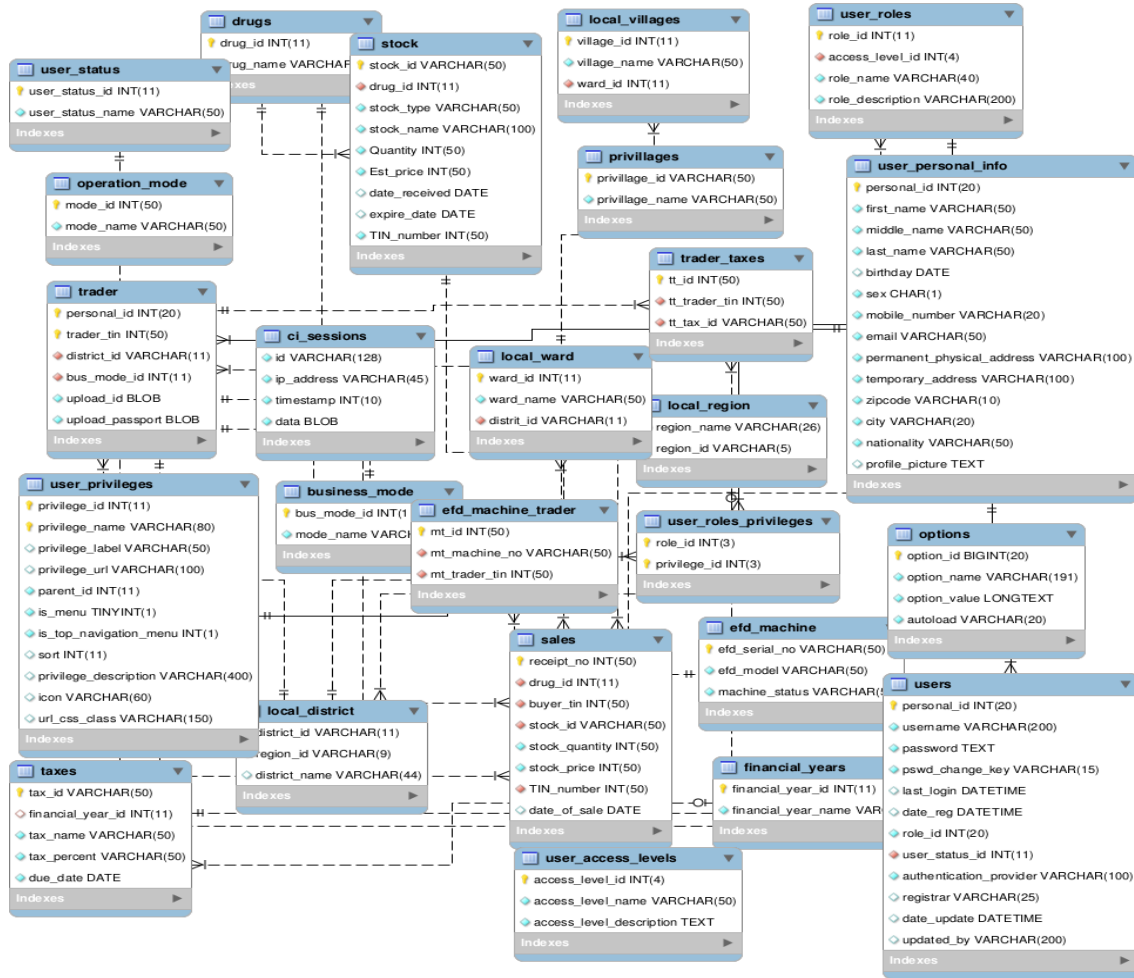 drugs
drug_id INT(11)
rug_name VARCHAR
Indexes
user_status
user_status_id INT(11)
user_status_name VARCHAR(50)
Indexes
stock
stock_id VARCHAR(50)
drug_id INT(11)
stock_type VARCHAR(50)
stock_name VARCHAR(100)
Quantity INT(50)
Est_price INT(50)
date_received DATE
expire_date DATE
TIN_number INT(50)
Indexes
local_villages
village_id INT(11)
village_name VARCHAR(50)
ward_id INT(11)
Indexes
user_roles
role_id INT(11)
access_level_id INT(4)
role_name VARCHAR(40)
role_description VARCHAR(200)
Indexes
operation_mode
mode_id INT(50)
mode_name VARCHAR(50)
Indexes
privillages
privillage_id VARCHAR(50)
privillage_name VARCHAR(50)
Indexes
user_personal_info
personal_id INT(20)
first_name VARCHAR(50)
middle_name VARCHAR(50)
last_name VARCHAR(50)
birthday DATE
sex CHAR(1)
mobile_number VARCHAR(20)
email VARCHAR(50)
permanent_physical_address VARCHAR(100)
temporary_address VARCHAR(100)
zipcode VARCHAR(10)
city VARCHAR(20)
nationality VARCHAR(50)
profile_picture TEXT
Indexes
trader
personal_id INT(20)
trader_tin INT(50)
district_id VARCHAR(11)
bus_mode_id INT(11)
upload_id BLOB
upload_passport BLOB
Indexes
trader_taxes
tt_id INT(50)
tt_trader_tin INT(50)
tt_tax_id VARCHAR(50)
Indexes
ci_sessions
id VARCHAR(128)
ip_address VARCHAR(45)
timestamp INT(10)
data BLOB
Indexes
local_ward
ward_id INT(11)
ward_name VARCHAR(50)
distrit_id VARCHAR(11)
Indexes
local_region
region_name VARCHAR(26)
region_id VARCHAR(5)
Indexes
user_privileges
privilege_id INT(11)
privilege_name VARCHAR(80)
privilege_label VARCHAR(50)
privilege_url VARCHAR(100)
parent_id INT(11)
is_menu TINYINT(1)
is_top_navigation_menu INT(1)
sort INT(11)
privilege_description VARCHAR(400)
icon VARCHAR(60)
url_css_class VARCHAR(150)
Indexes
business_mode
bus_mode_id INT(1
mode_name VARCH
Indexes
efd_machine_trader
mt_id INT(50)
mt_machine_no VARCHAR(50)
mt_trader_tin INT(50)
Indexes
user_roles_privileges
role_id INT(3)
privilege_id INT(3)
Indexes
options
option_id BIGINT(20)
option_name VARCHAR(191)
option_value LONGTEXT
autoload VARCHAR(20)
Indexes
efd_machine
efd_serial_no VARCHAR(50)
efd_model VARCHAR(50)
machine_status VARCHAR(
Indexes
sales
receipt_no INT(50)
drug_id INT(11)
buyer_tin INT(50)
stock_id VARCHAR(50)
stock_quantity INT(50)
stock_price INT(50)
TIN_number INT(50)
date_of_sale DATE
Indexes
users
personal_id INT(20)
username VARCHAR(200)
password TEXT
pswd_change_key VARCHAR(15)
last_login DATETIME
date_reg DATETIME
role_id INT(20)
user_status_id INT(11)
authentication_provider VARCHAR(100)
registrar VARCHAR(25)
date_update DATETIME
updated_by VARCHAR(200)
Indexes
local_district
district_id VARCHAR(11)
region_id VARCHAR(9)
district_name VARCHAR(44)
Indexes
taxes
tax_id VARCHAR(50)
financial_year_id INT(11)
tax_name VARCHAR(50)
tax_percent VARCHAR(50)
due_date DATE
Indexes
financial_years
financial_year_id INT(11)
financial_year_name VAR
Indexes
user_access_levels
access_level_id INT(4)
access_level_name VARCHAR(50)
access_level_description TEXT
Indexes